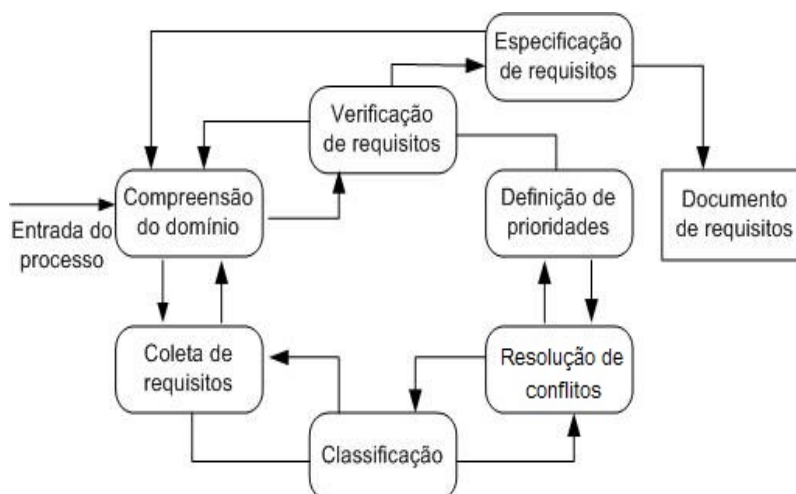 Especificação
de requisitos
Verificação
de requisitos
Compreensão
do domínio
Definição de
prioridades
Documento
de requisitos
Entrada do
processo
Coleta de
requisitos
Resolução de
conflitos
Classificação